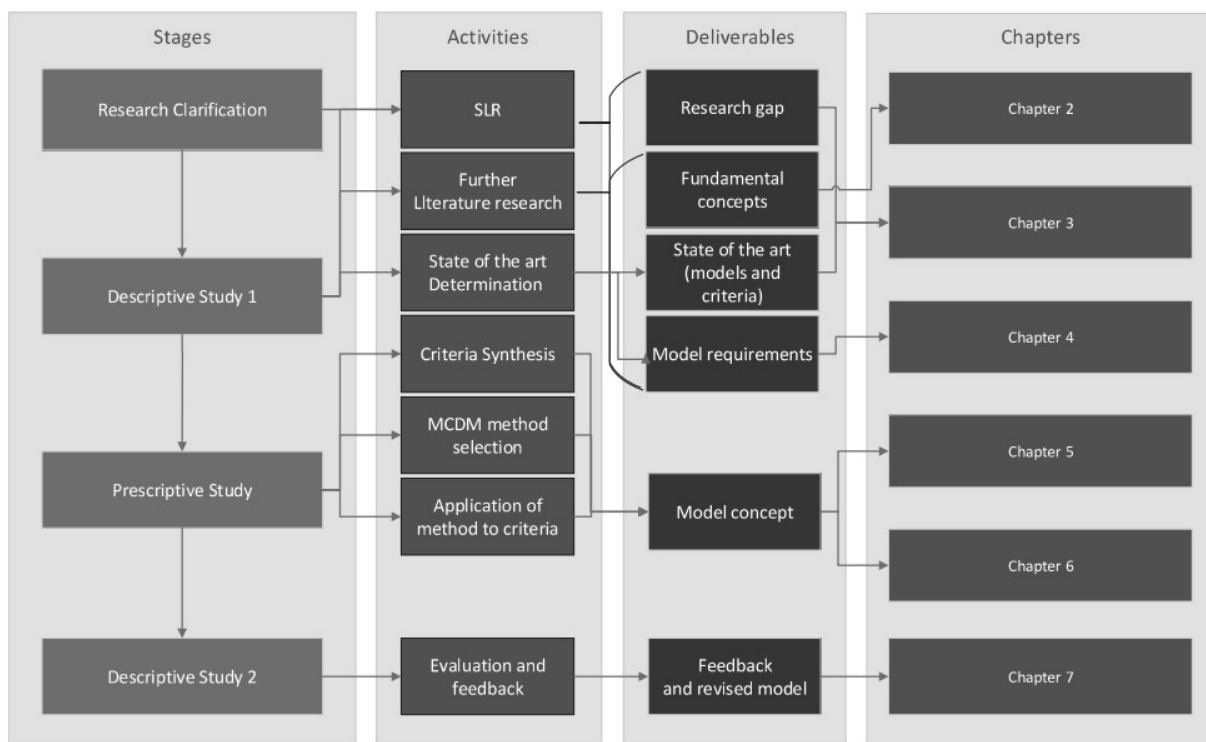 Stages
Activities
Deliverables
Chapters
Research Clarification
Descriptive Study 1
Prescriptive Study
Descriptive Study 2
SLR
Further
LIterature research
State of the art
Determination
Criteria Synthesis
MCDM method
selection
Application of
method to criteria
Evaluation and
feedback
Research gap
Fundamental
concepts
State of the art
(models and
criteria)
Model requirements
Model concept
Feedback
and revised model
Chapter 2
Chapter 3
Chapter 4
Chapter 5
Chapter 6
Chapter 7